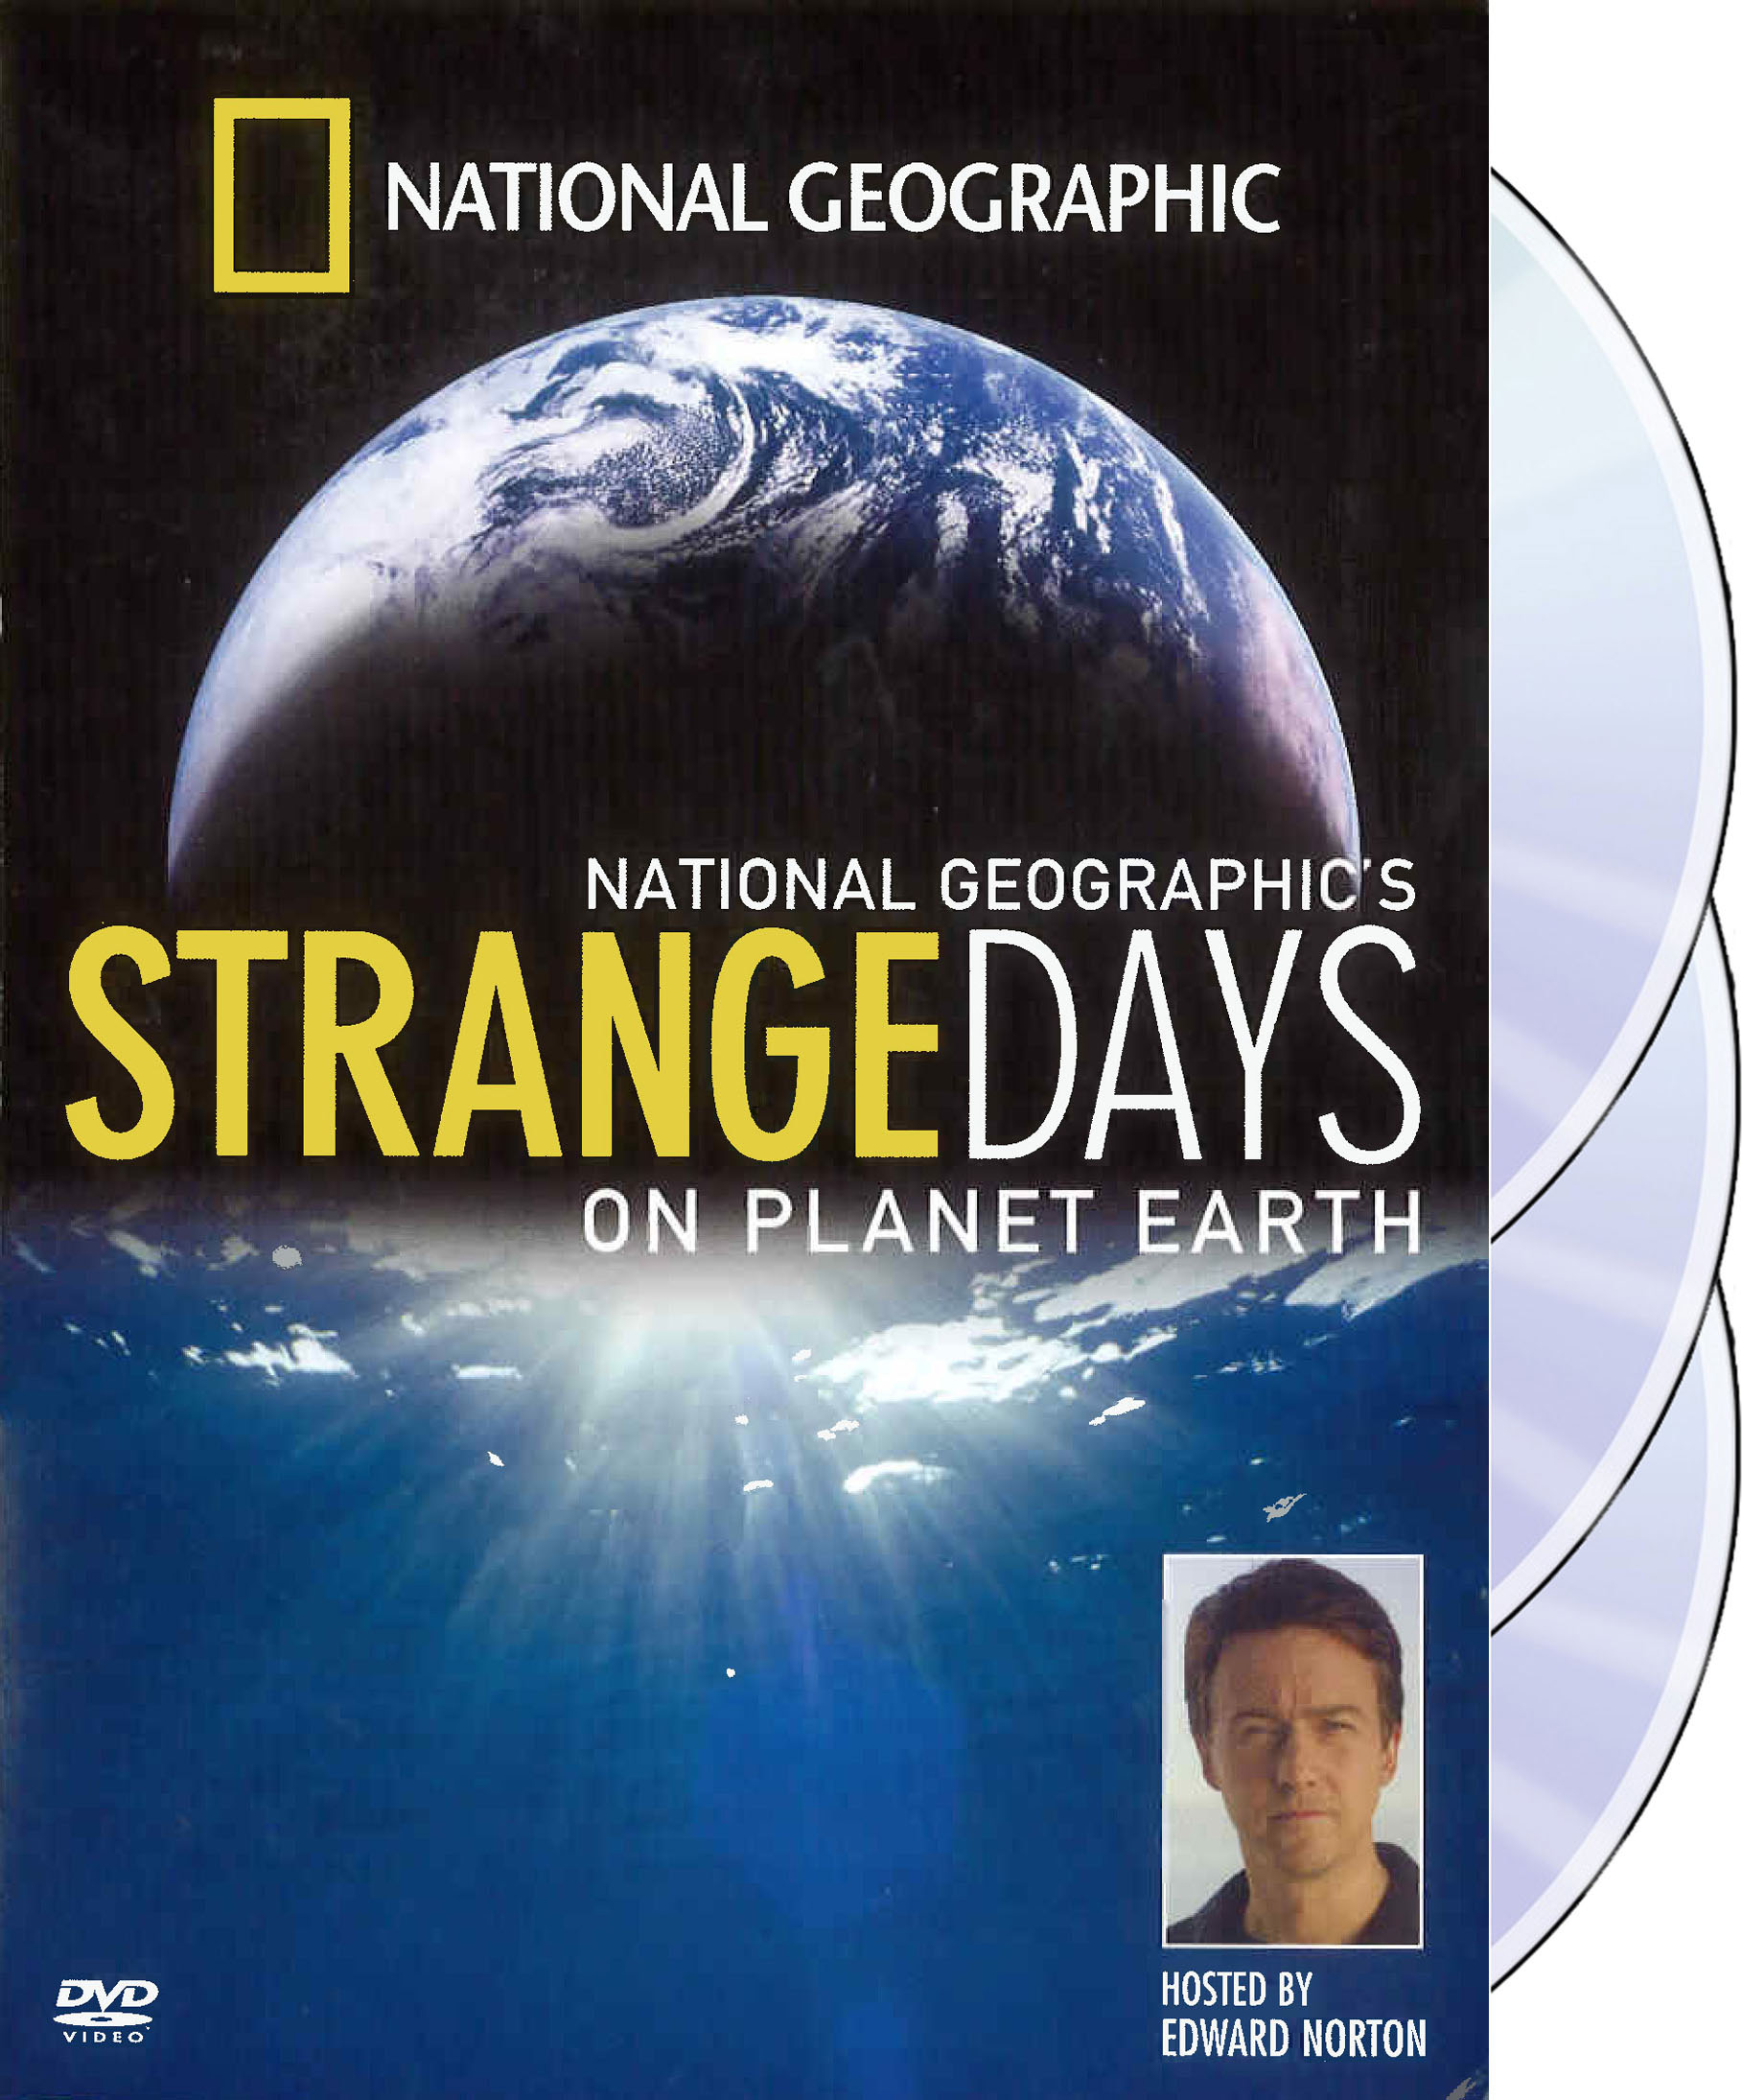 NATIONAL GEOGRAPHIC
NATIONAL GEOGRAPHIC'S
STRANGEDAYS
ON PLANET EARTH
HOSTED BY
EDWARD NORTON
DVD
VIDEO